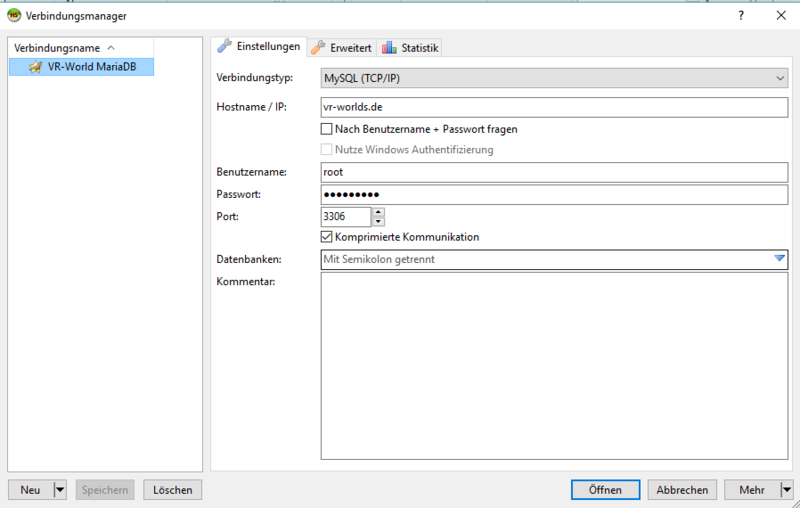 Verbindungsmanager
?
Verbindungsname
VR-World MariaDB
Einstellungen
Erweitert
Statistik
Verbindungstyp:
MySQL (TCP/IP)
Hostname / IP:
vr-worlds.de
Nach Benutzername + Passwort fragen
Nutze Windows Authentifizierung
Benutzername:
root
Passwort:
●●●●●●●●●
Port:
3306
Komprimierte Kommunikation
Datenbanken:
Mit Semikolon getrennt
Kommentar:
Neu
Speichern
Löschen
Öffnen
Abbrechen
Mehr